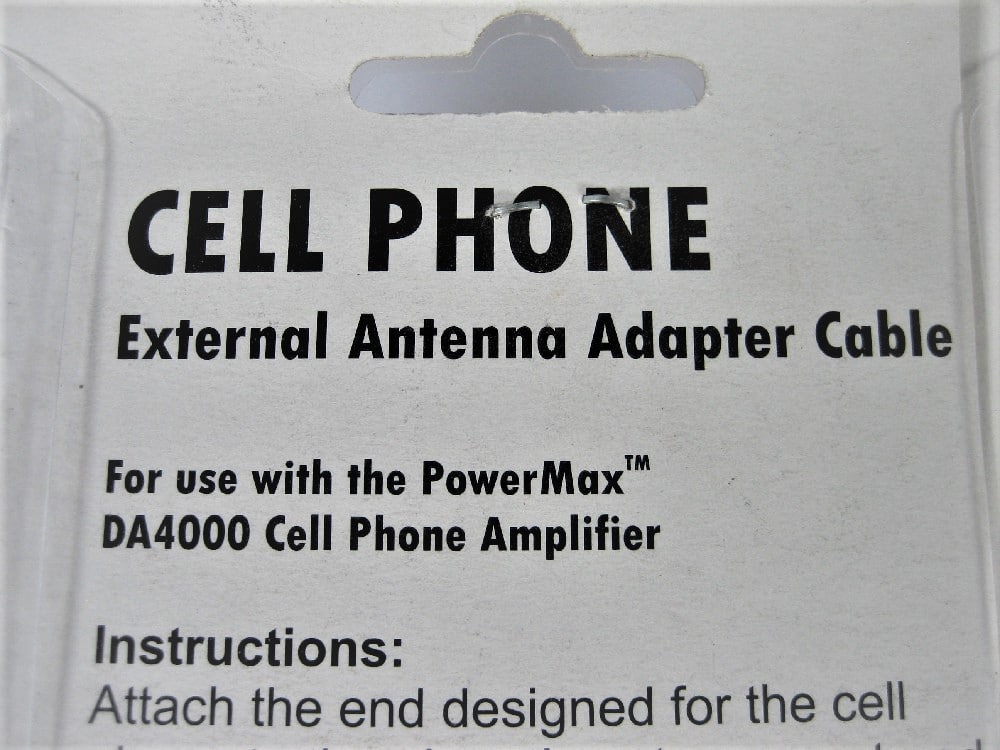 CELL PHONE
External Antenna Adapter Cable
For use with the PowerMax™
DA4000 Cell Phone Amplifier
Instructions:
Attach the end designed for the cell